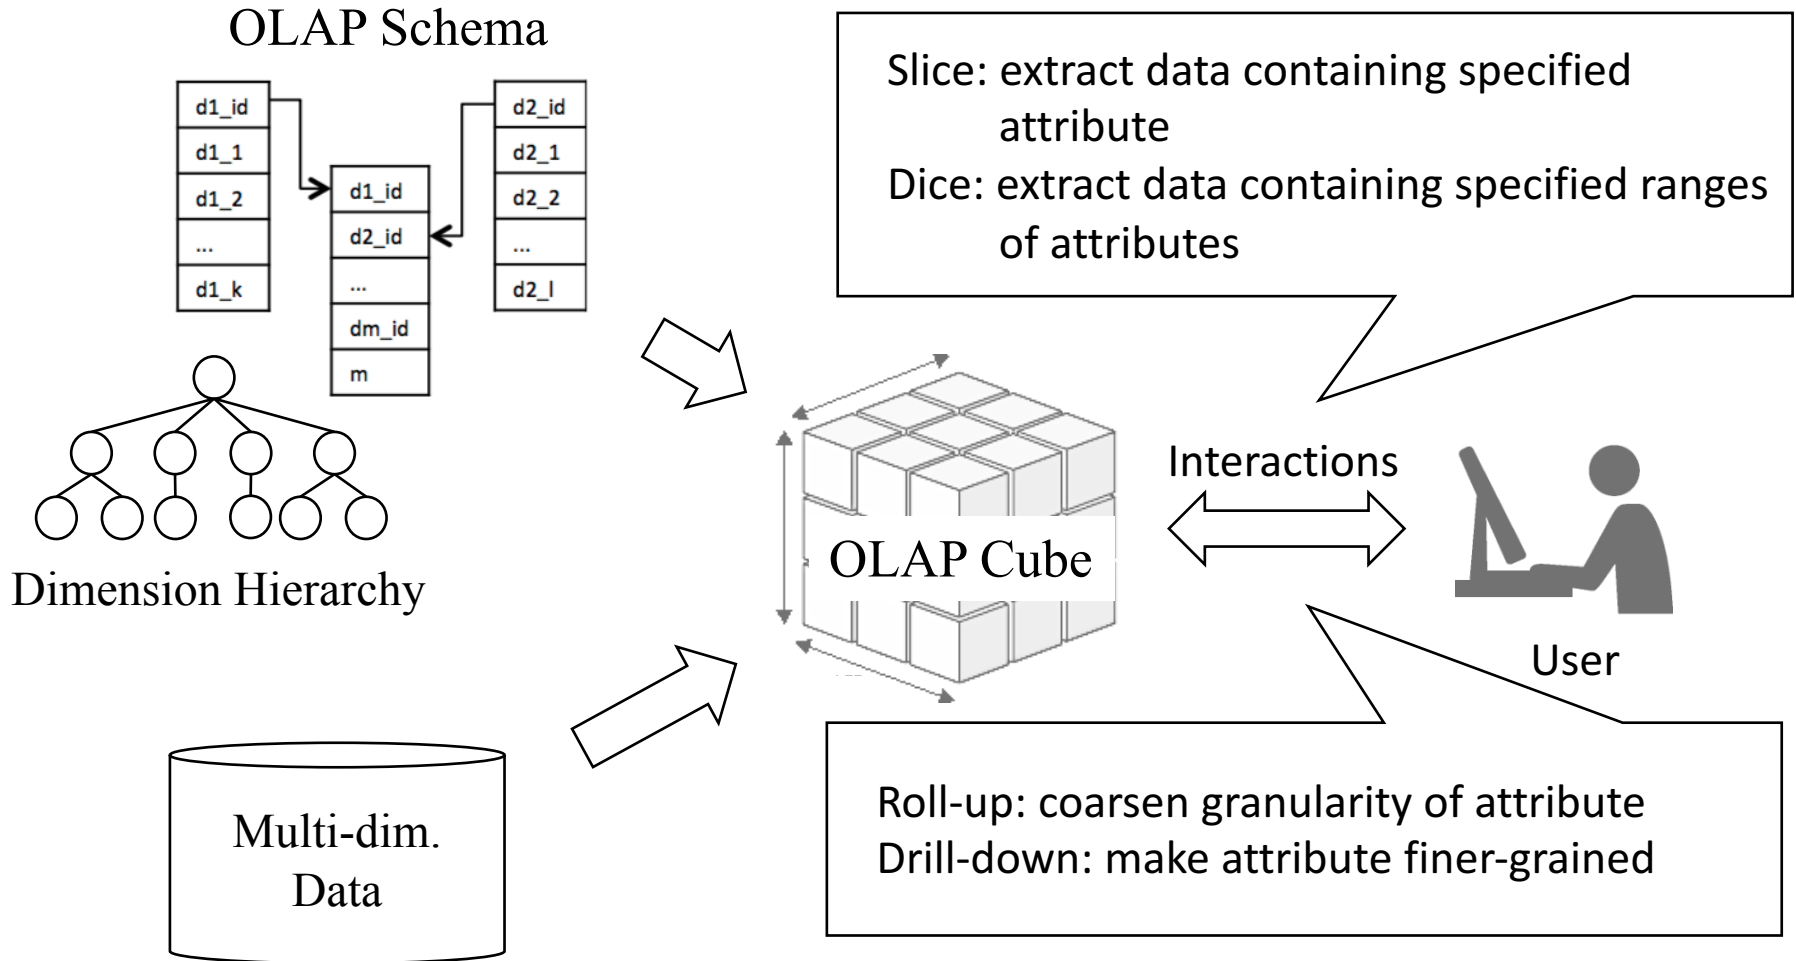 OLAP Schema
d1_id
d1_1
d1_2
...
d1_k
d1_id
d2_id
...
dm_id
m
d2_id
d2_1
d2_2
...
d2_l
Dimension Hierarchy
Multi-dim.
Data
OLAP Cube
Slice: extract data containing specified
attribute
Dice: extract data containing specified ranges
of attributes
Interactions
User
Roll-up: coarsen granularity of attribute
Drill-down: make attribute finer-grained